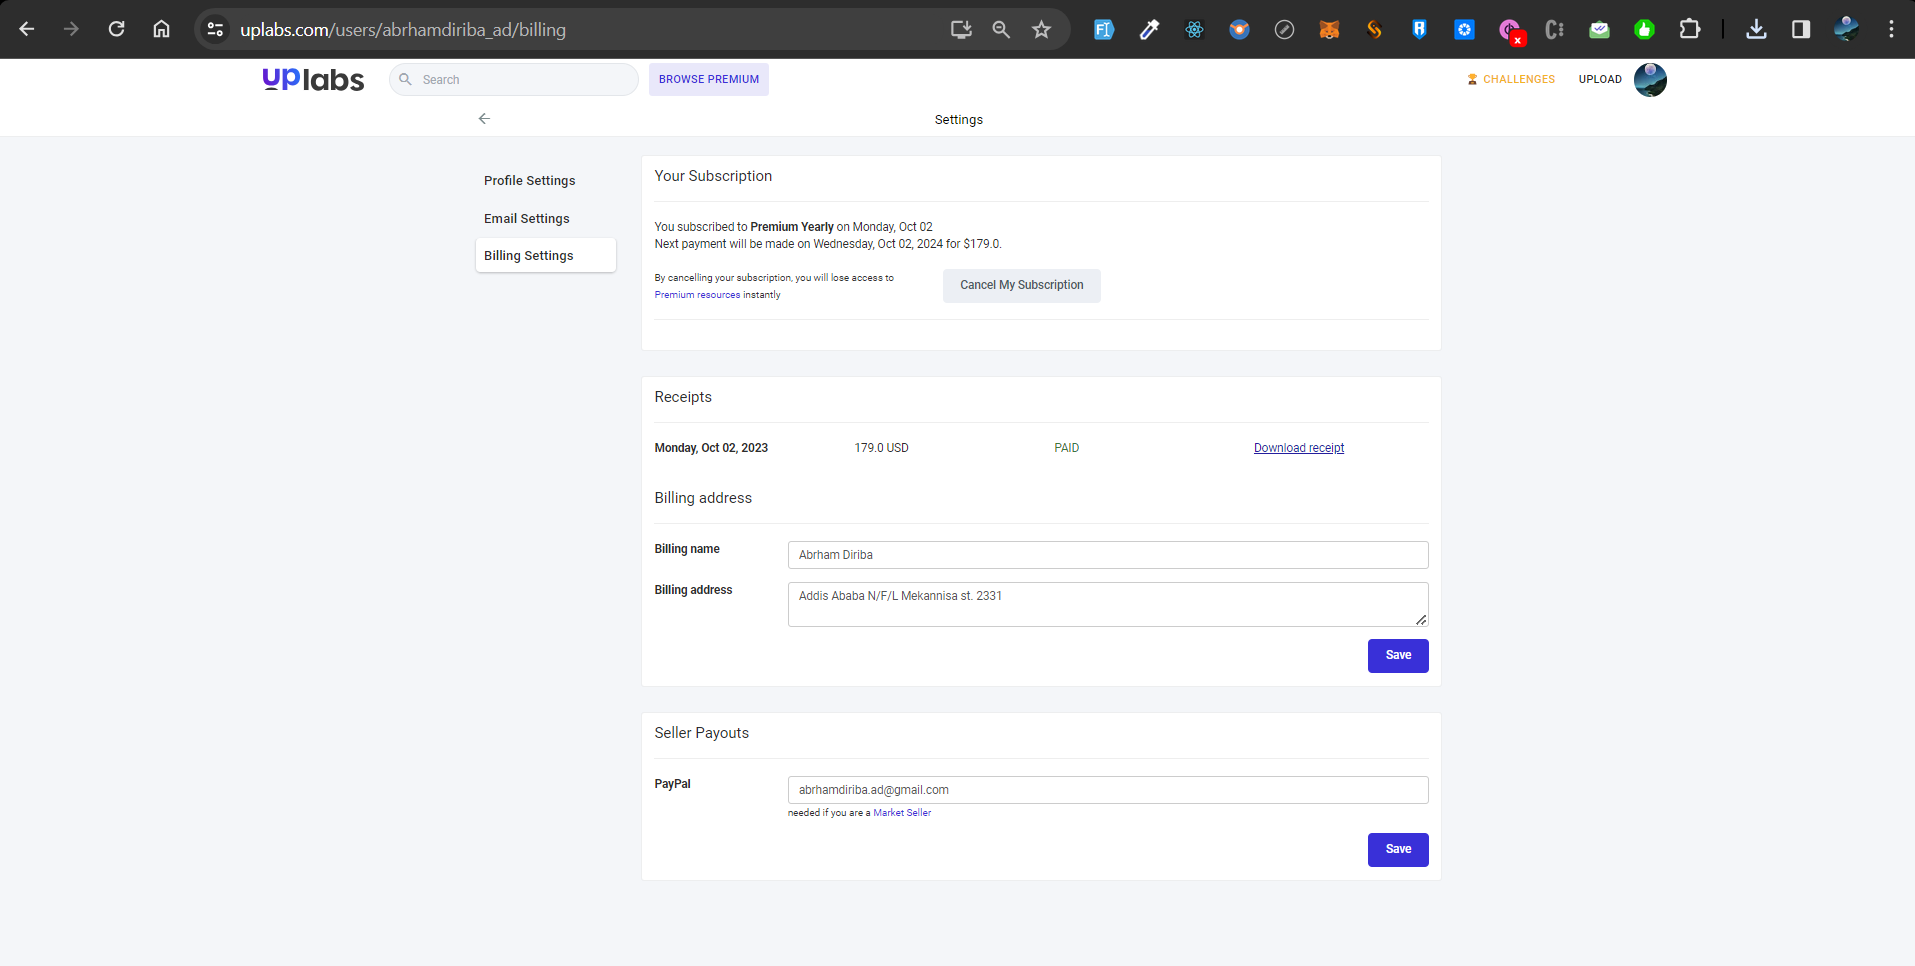 uplabs.com/users/abrhamdiriba_ad/billing
uplabs
Search
BROWSE PREMIUM
CHALLENGES
UPLOAD
Settings
Profile Settings
Email Settings
Billing Settings
Your Subscription
You subscribed to Premium Yearly on Monday, Oct 02
Next payment will be made on Wednesday, Oct 02, 2024 for $179.0.
By cancelling your subscription, you will lose access to
Premium resources instantly
Cancel My Subscription
Receipts
Monday, Oct 02, 2023
179.0 USD
PAID
Download receipt
Billing address
Billing name
Abrham Diriba
Billing address
Addis Ababa N/F/L Mekannisa st. 2331
Save
Seller Payouts
PayPal
abrhamdiriba.ad@gmail.com
needed if you are a Market Seller
Save